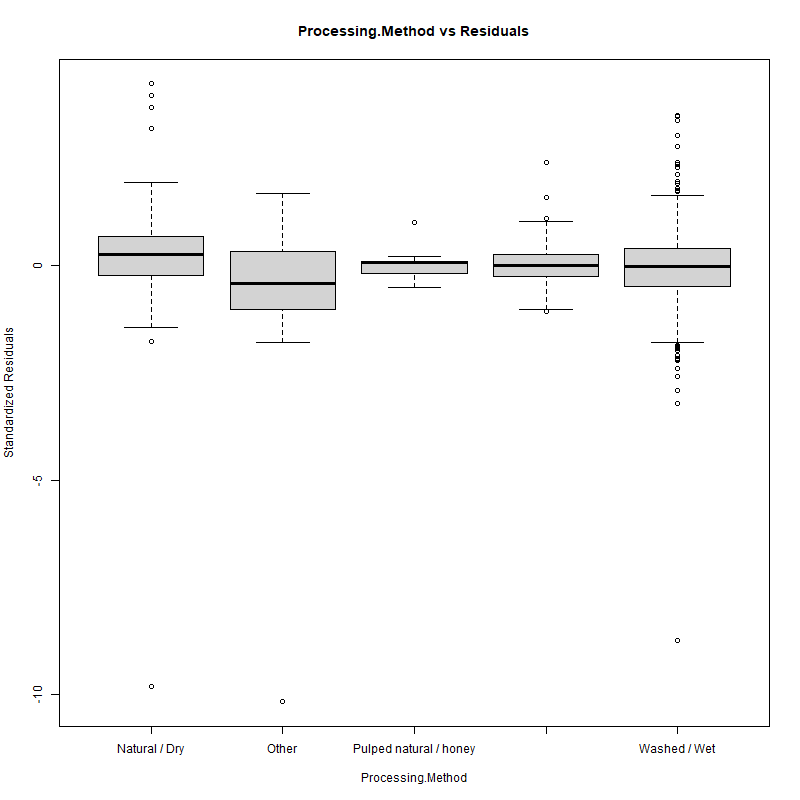 Processing.Method vs Residuals
Standardized Residuals
0
-5
-10
Natural / Dry
Other
Pulped natural / honey
Washed / Wet
Processing.Method